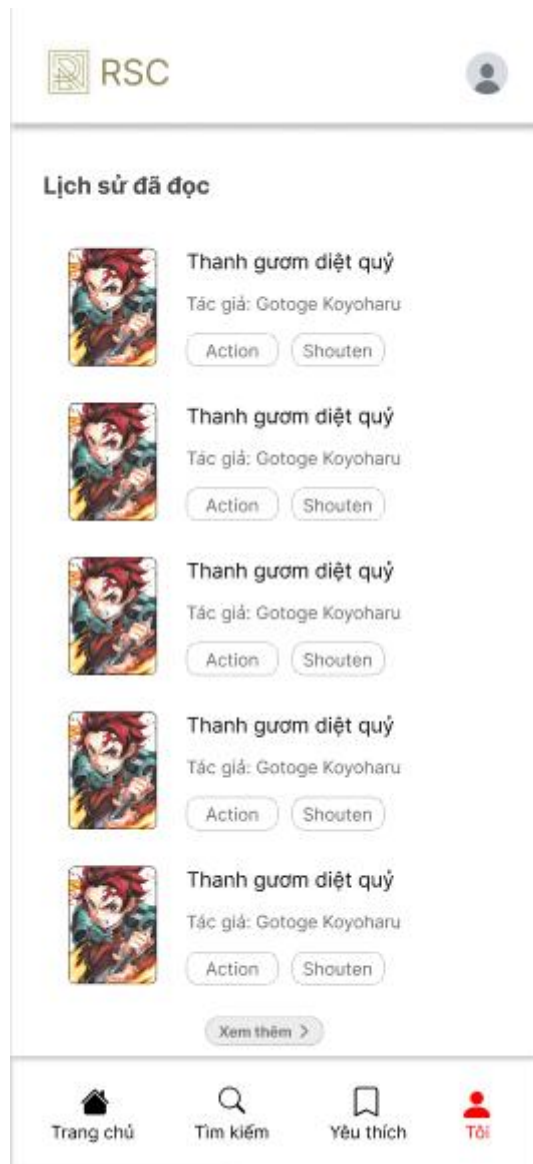 RSC
Lịch sử đã đọc
Thanh gươm diệt quỷ
Tác giả: Gotoge Koyoharu
Action Shouten
Thanh gươm diệt quỷ
Tác giả: Gotoge Koyoharu
Action Shouten
Thanh gươm diệt quỷ
Tác giả: Gotoge Koyoharu
Action Shouten
Thanh gươm diệt quỷ
Tác giả: Gotoge Koyoharu
Action Shouten
Thanh gươm diệt quỷ
Tác giả: Gotoge Koyoharu
Action Shouten
Xem thêm >
Trang chủ Tìm kiếm Yêu thích Tôi